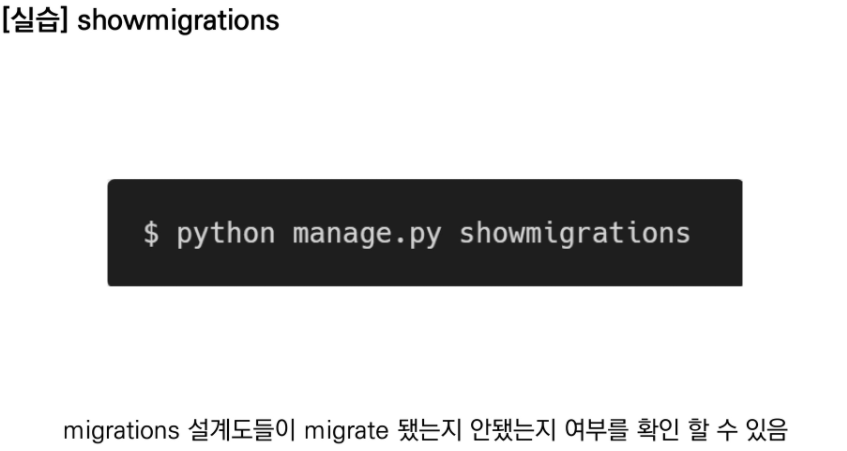 [실습] showmigrations
$ python manage.py showmigrations
migrations 설계도들이 migrate 됐는지 안됐는지 여부를 확인 할 수 있음